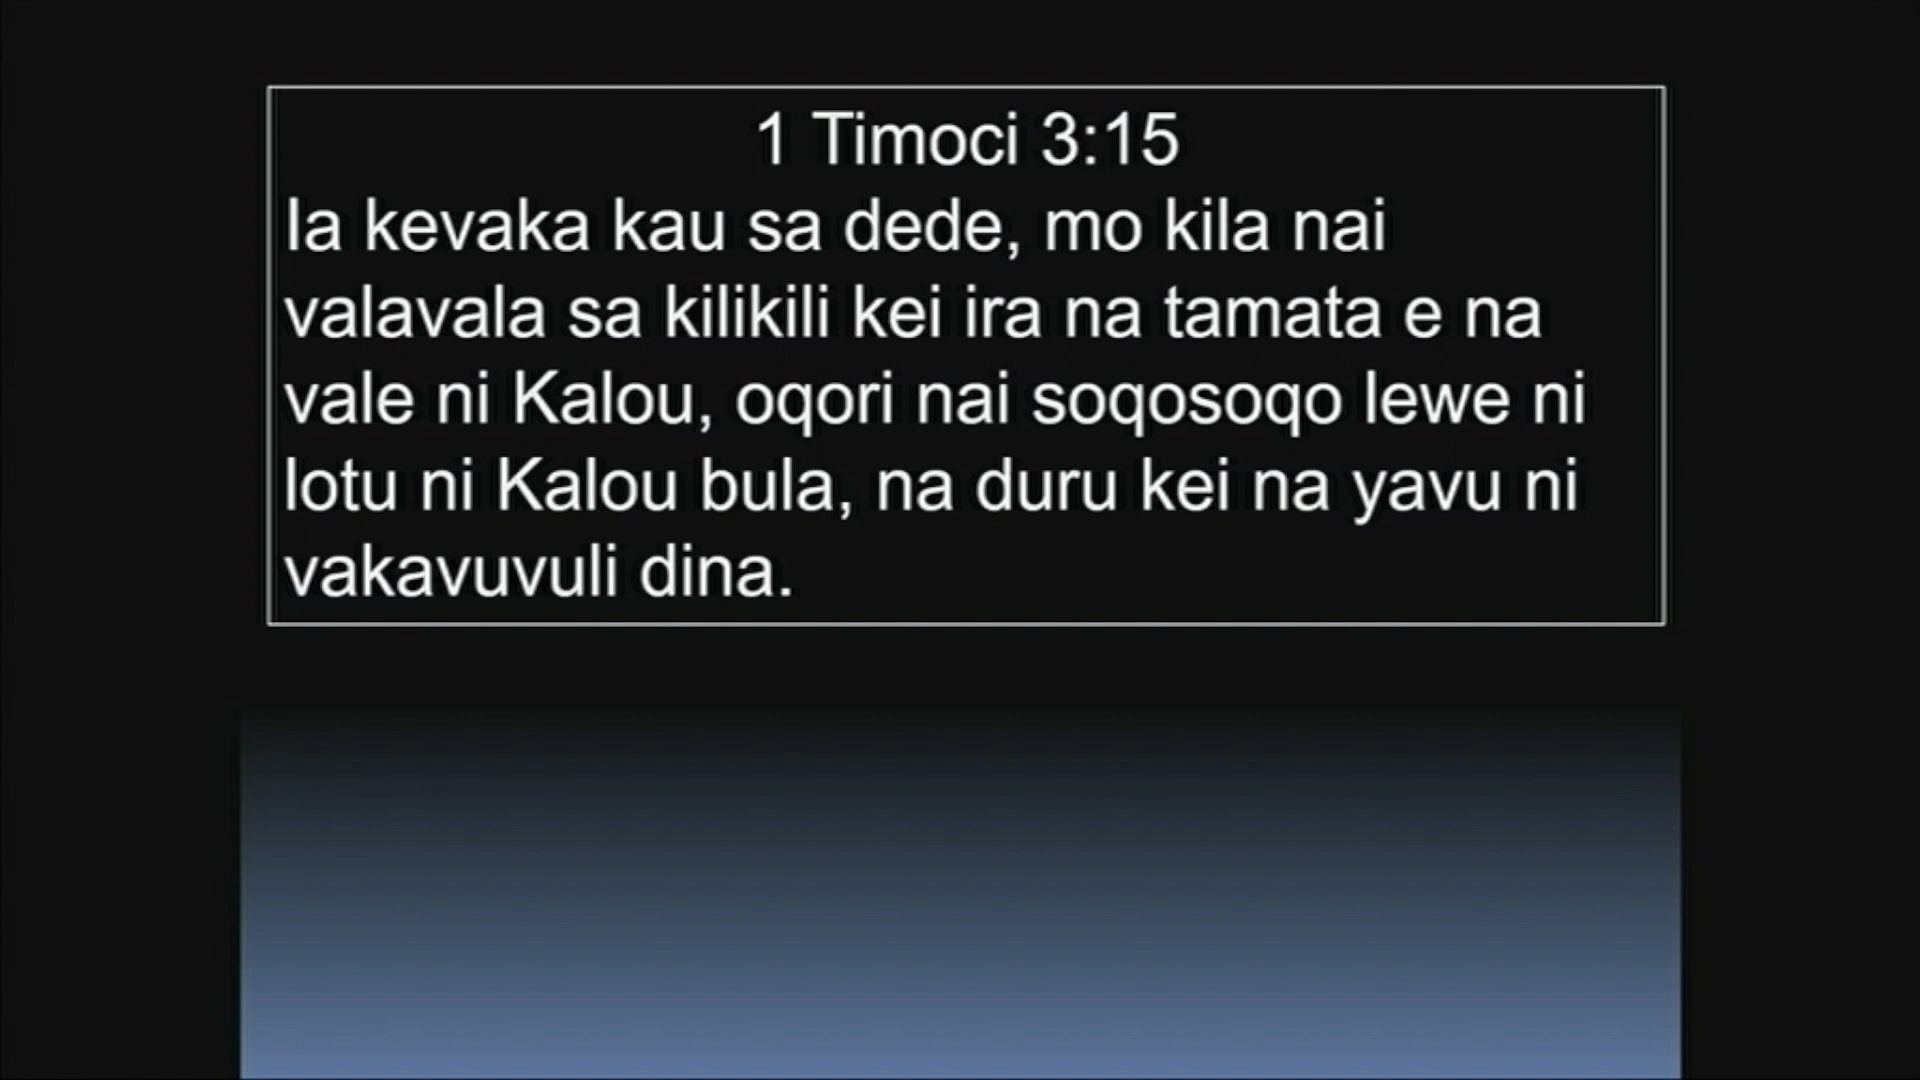 1 Timoci 3:15
Ia kevaka kau sa dede, mo kila nai
valavala sa kilikili kei ira na tamata e na
vale ni Kalou, oqori nai soqosoqo lewe ni
lotu ni Kalou bula, na duru kei na yavu ni
vakavuvuli dina.